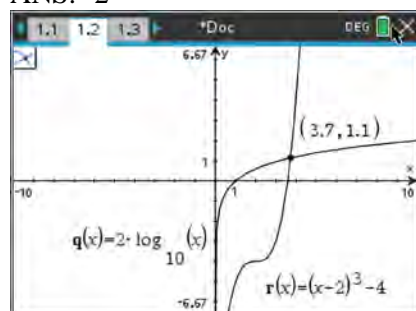 ANS: 2
1.1 1.2 1.3 *Doc DEG
6.67 y
(3.7, 1.1)
1
x
-10 1 10
q(x)=2·log₁₀(x)
r(x)=(x-2)³-4
-6.67